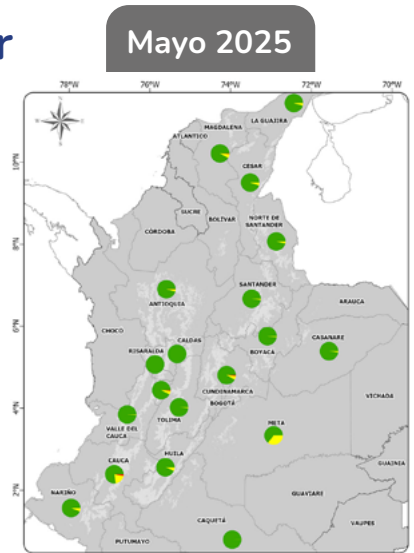 r
Mayo 2025
78°W 76°W 74°W 72°W 70°W
LA GUAJIRA
MAGDALENA
ATLANTICO
10°N
CESAR
SUCRE
BOLÍVAR
NORTE DE
SANTANDER
CÓRDOBA
8°N
SANTANDER
ANTIOQUIA
ARAUCA
6°N
CHOCO
CALDAS
CASANARE
RISARALDA
BOYACA
CUNDINAMARCA
VICHADA
4°N
BOGOTÁ
TOLIMA
META
VALLE DEL
CAUCA
CAUCA
HUILA
GUAINIA
2°N
NARIÑO
GUAVIARE
CAQUETÁ
VAUPES
PUTUMAYO